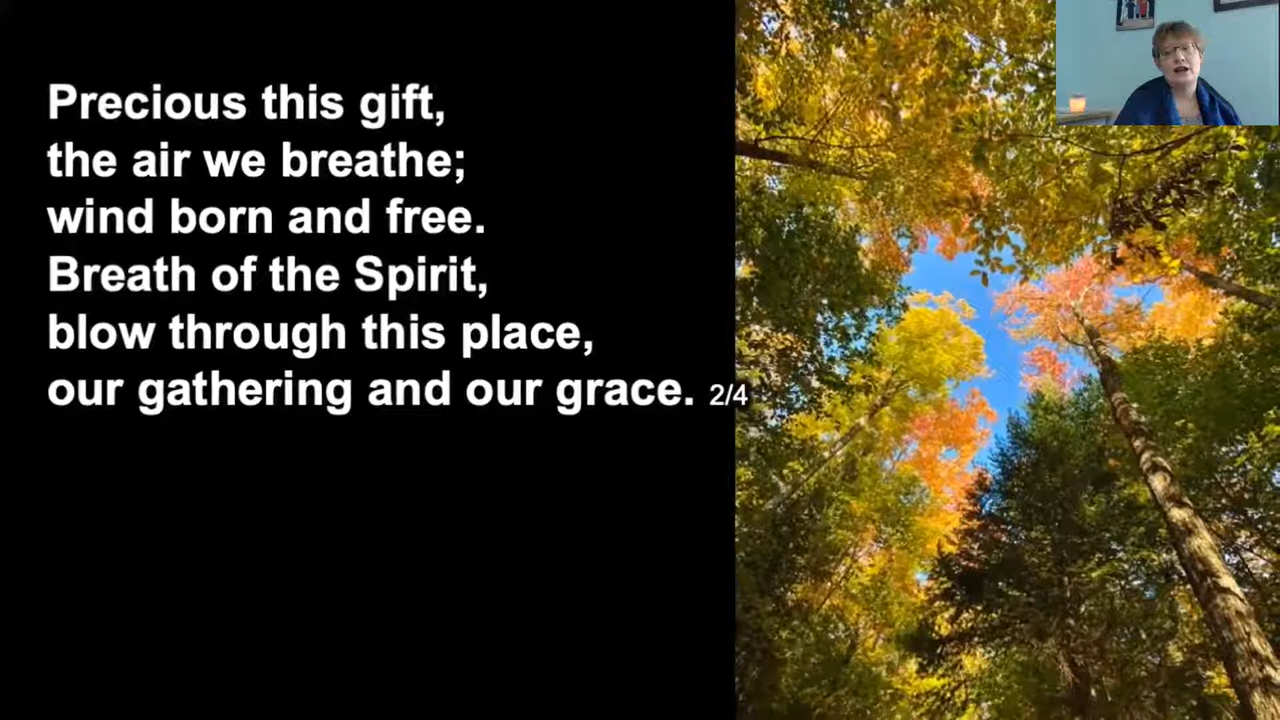 Precious this gift,
the air we breathe;
wind born and free.
Breath of the Spirit,
blow through this place,
our gathering and our grace. 2/4